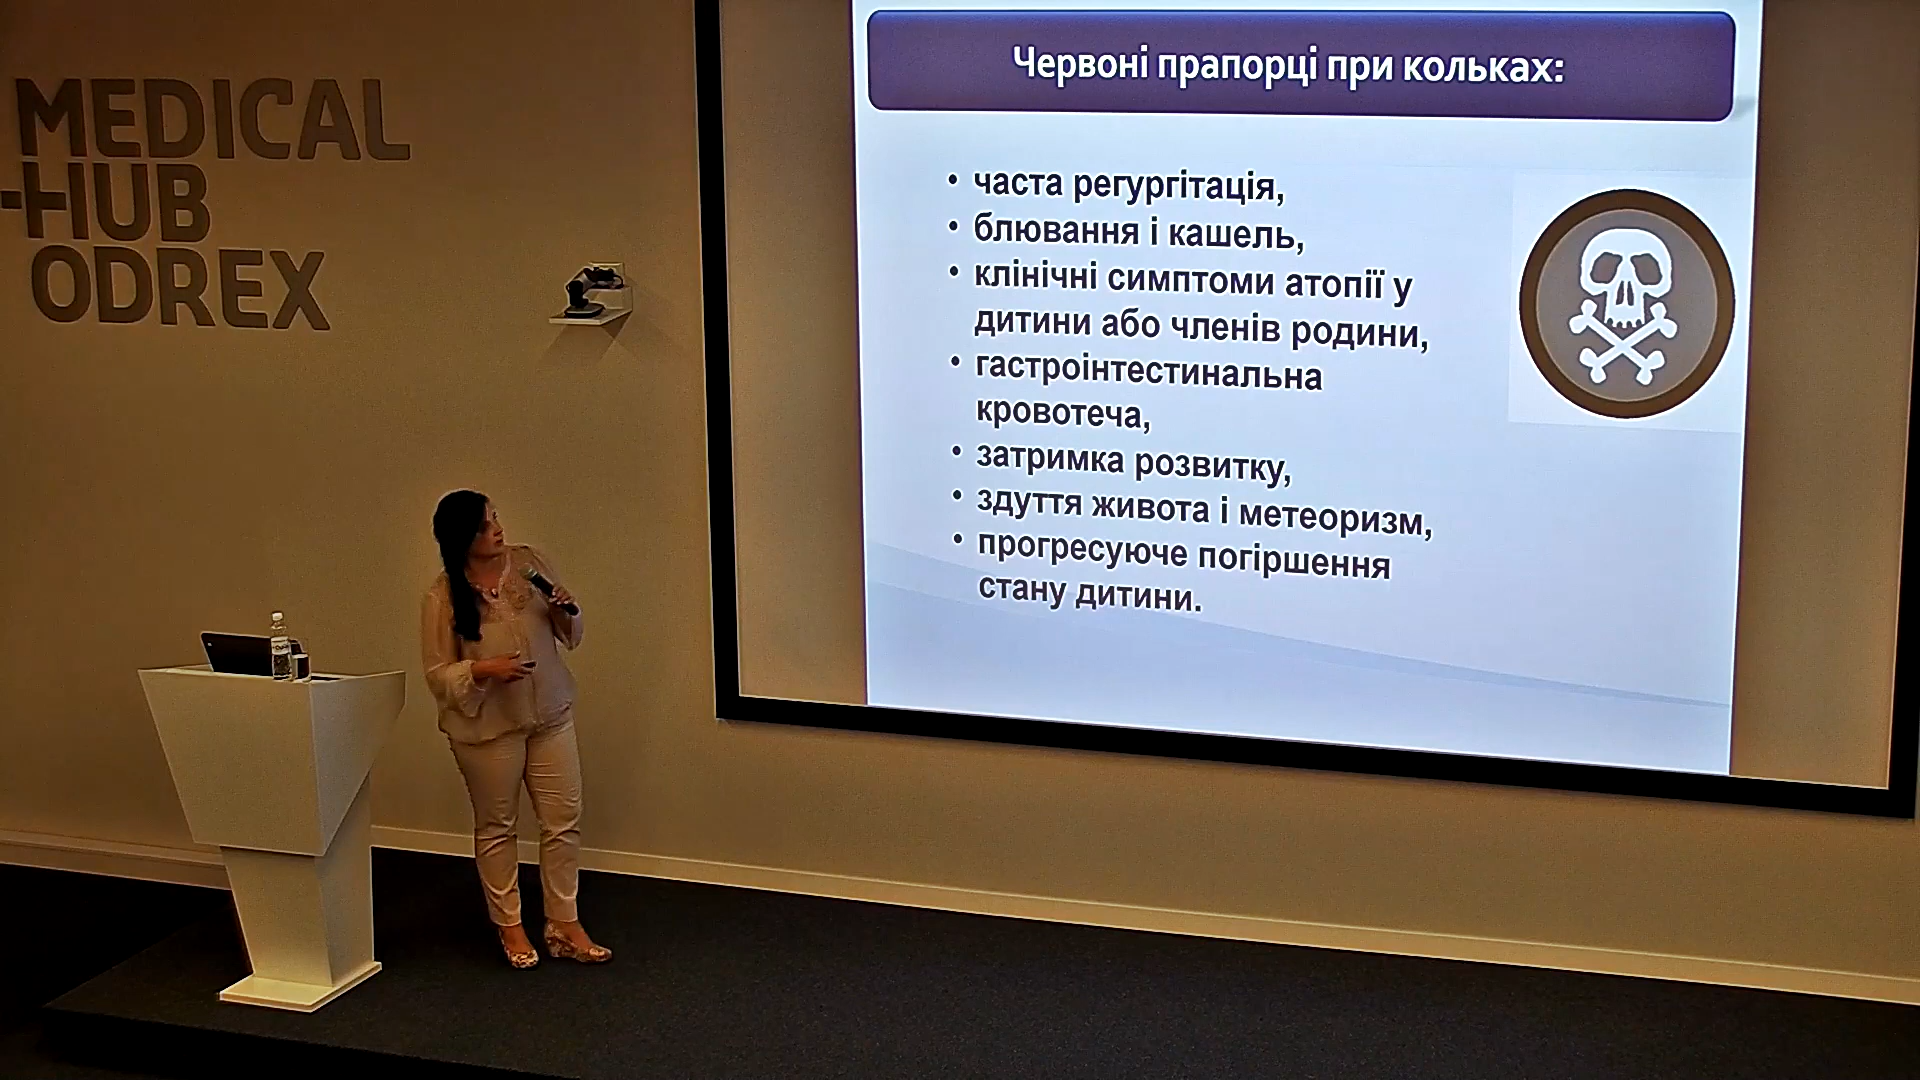 MEDICAL
HUB
ODREX
Червоні прапорці при кольках:
• часта регургітація,
• блювання і кашель,
• клінічні симптоми атопії у
дитини або членів родини,
• гастроінтестинальна
кровотеча,
• затримка розвитку,
• здуття живота і метеоризм,
• прогресуюче погіршення
стану дитини.